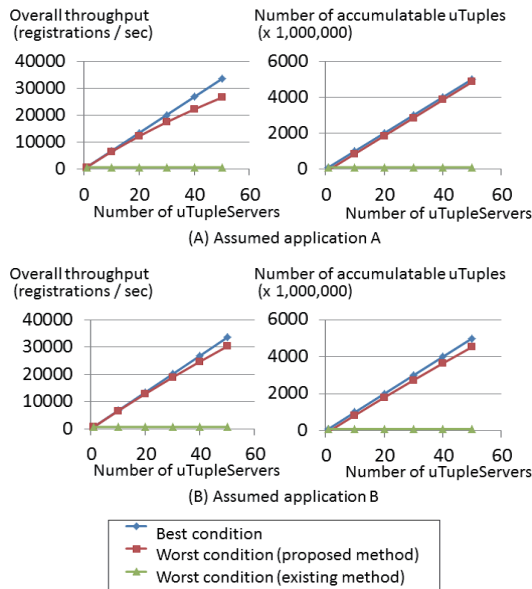 Overall throughput
(registrations / sec)
40000
30000
20000
10000
0
0 20 40 60
Number of uTupleServers
Number of accumulatable uTuples
(x 1,000,000)
6000
4000
2000
0
0 20 40 60
Number of uTupleServers
(A) Assumed application A
Overall throughput
(registrations / sec)
40000
30000
20000
10000
0
0 20 40 60
Number of uTupleServers
Number of accumulatable uTuples
(x 1,000,000)
6000
4000
2000
0
0 20 40 60
Number of uTupleServers
(B) Assumed application B
Best condition
Worst condition (proposed method)
Worst condition (existing method)